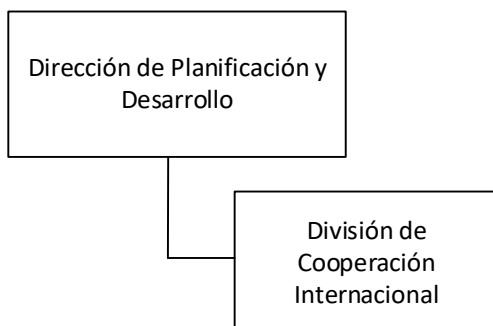 Dirección de Planificación y
Desarrollo
División de
Cooperación
Internacional